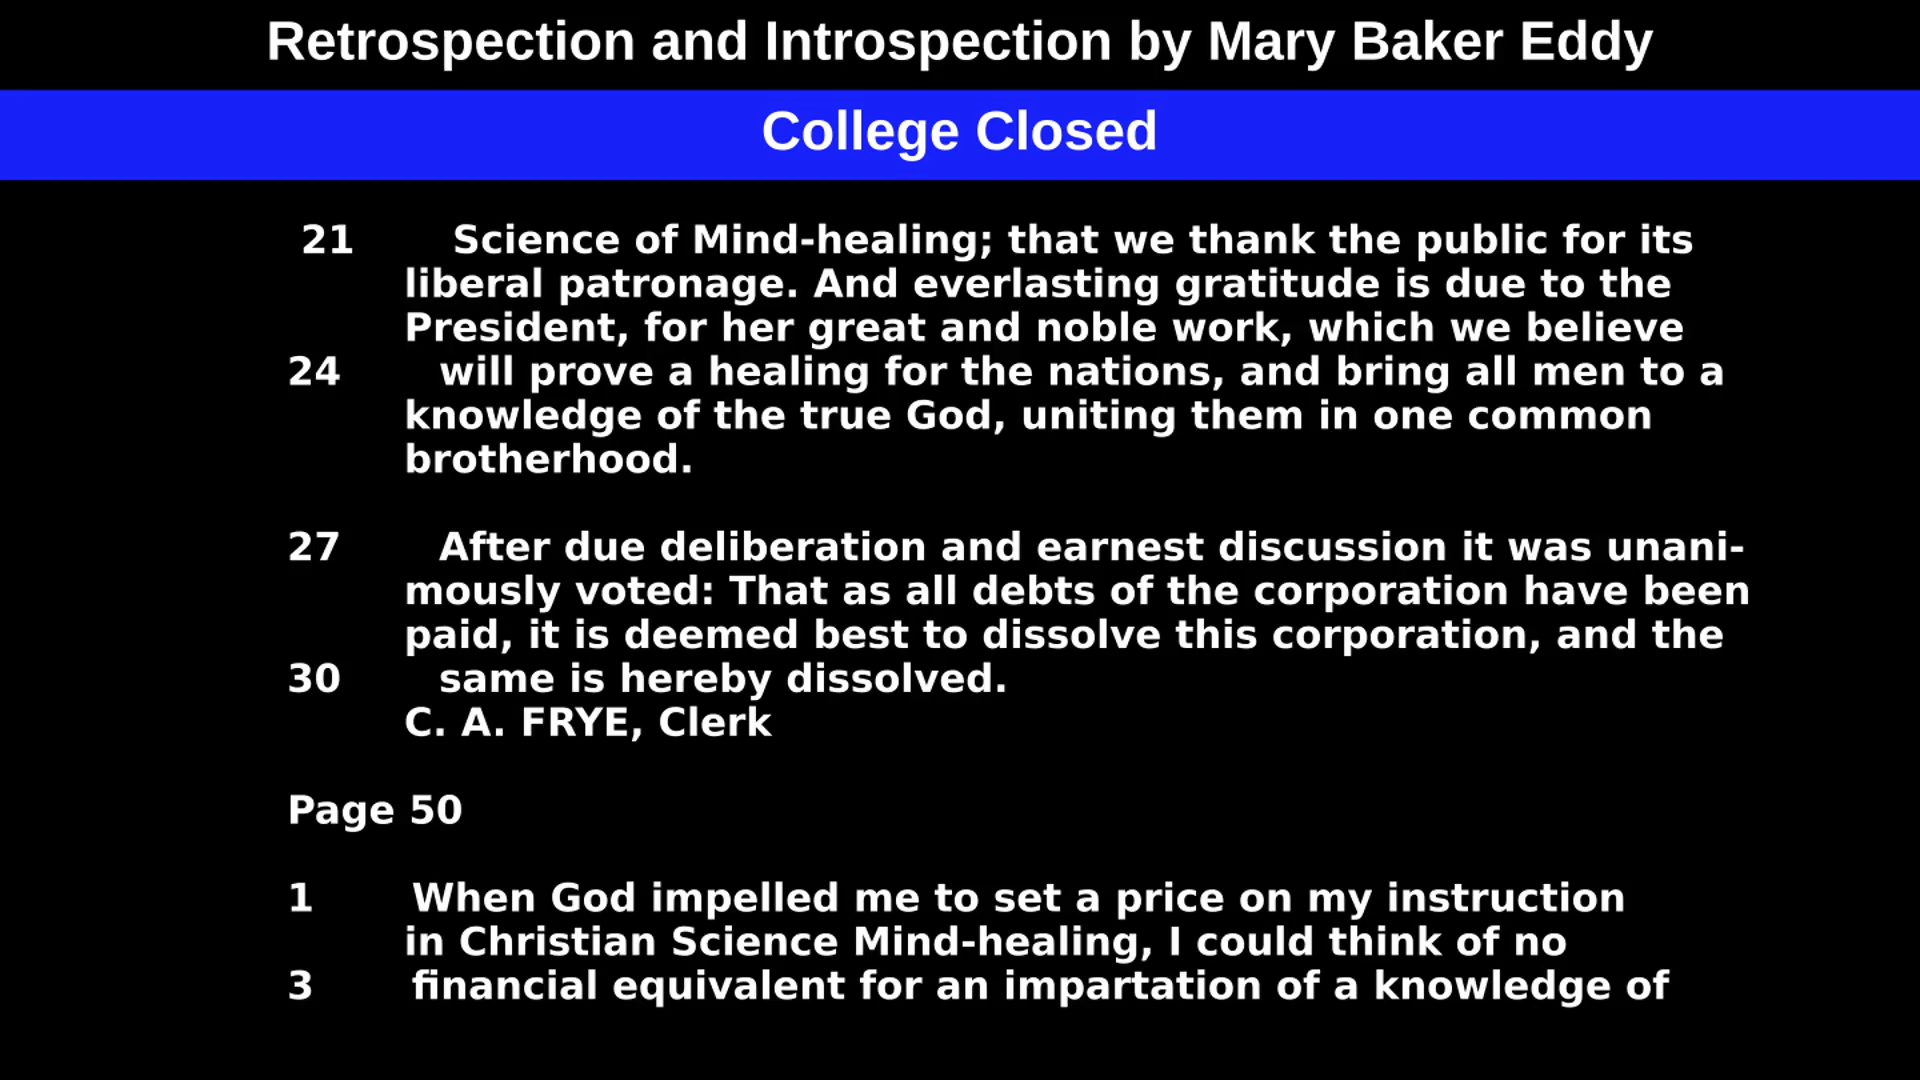 Retrospection and Introspection by Mary Baker Eddy
College Closed
21 Science of Mind-healing; that we thank the public for its
liberal patronage. And everlasting gratitude is due to the
President, for her great and noble work, which we believe
24 will prove a healing for the nations, and bring all men to a
knowledge of the true God, uniting them in one common
brotherhood.
27 After due deliberation and earnest discussion it was unani-
mously voted: That as all debts of the corporation have been
paid, it is deemed best to dissolve this corporation, and the
30 same is hereby dissolved.
C. A. FRYE, Clerk
Page 50
1 When God impelled me to set a price on my instruction
in Christian Science Mind-healing, I could think of no
3 financial equivalent for an impartation of a knowledge of